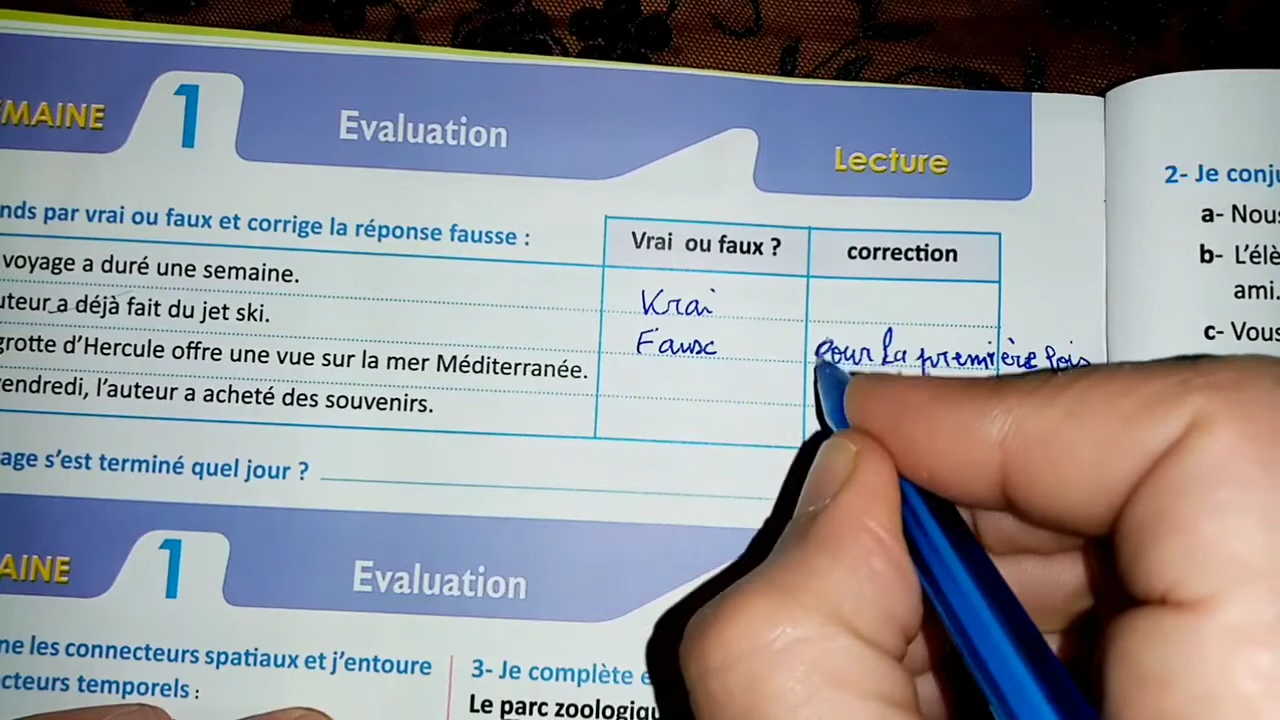 MAINE 1 Evaluation Lecture
nds par vrai ou faux et corrige la réponse fausse :
Vrai ou faux ? correction
voyage a duré une semaine. Vrai
uteur a déjà fait du jet ski. Faux pour la première fois
grotte d'Hercule offre une vue sur la mer Méditerranée.
endredi, l'auteur a acheté des souvenirs.
age s'est terminé quel jour ?
AINE 1 Evaluation
ne les connecteurs spatiaux et j'entoure
cteurs temporels :
3- Je complète
Le parc zoologiqu
2- Je conju
a- Nous
b- L'élè
ami.
c- Vous